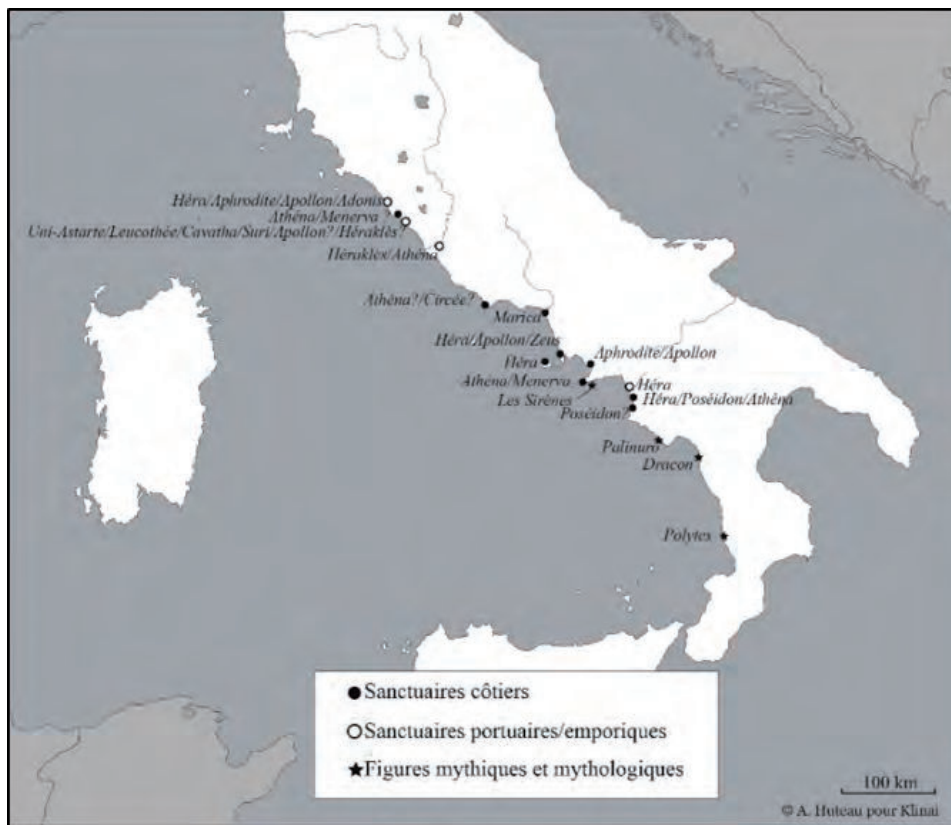 Héra/Aphrodite/Apollon/Adonis
Athéna/Menerva ?
Uni-Astarte/Leucothée/Cavatha/Suri/Apollon?/Héraklès ?
Héraklès/Athéna
Athéna?/Circée?
Marica
Héra/Apollon/Zeus
Aphrodite/Apollon
Héra
Athéna/Menerva
Héra
Les Sirènes
Héra/Poséidon/Athéna
Poséidon?
Palinuro
Dracon
Polytes
Sanctuaires côtiers
Sanctuaires portuaires/emporiques
Figures mythiques et mythologiques
100 km
© A. Huteau pour Klinai